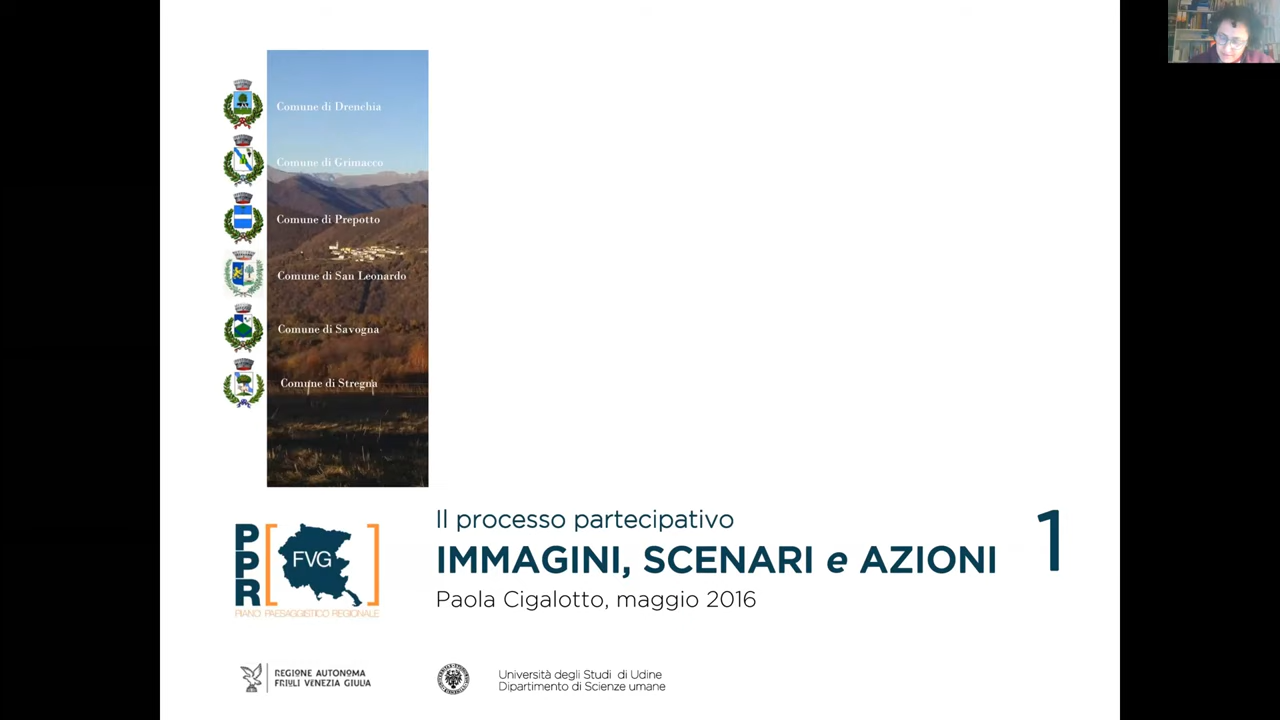 Comune di Drenchia
Comune di Grimacco
Comune di Prepotto
Comune di San Leonardo
Comune di Savogna
Comune di Stregna
PPR
FVG
PIANO PAESAGGISTICO REGIONALE
Il processo partecipativo
IMMAGINI, SCENARI e AZIONI
1
Paola Cigalotto, maggio 2016
REGIONE AUTONOMA
FRIULI VENEZIA GIULIA
Università degli Studi di Udine
Dipartimento di Scienze umane